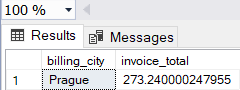 100 %
Results Messages
billing_city invoice_total
1 Prague 273.240000247955